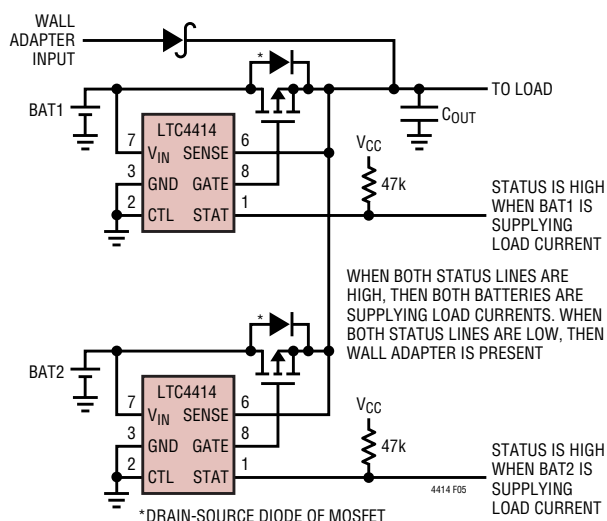 WALL
ADAPTER
INPUT
*
TO LOAD
BAT1
COUT
LTC4414
7
VIN
SENSE
6
3
GND
GATE
8
2
CTL
STAT
1
VCC
47k
STATUS IS HIGH
WHEN BAT1 IS
SUPPLYING
LOAD CURRENT
WHEN BOTH STATUS LINES ARE
HIGH, THEN BOTH BATTERIES ARE
SUPPLYING LOAD CURRENTS. WHEN
BOTH STATUS LINES ARE LOW, THEN
WALL ADAPTER IS PRESENT
*
BAT2
LTC4414
7
VIN
SENSE
6
3
GND
GATE
8
2
CTL
STAT
1
VCC
47k
4414 F05
STATUS IS HIGH
WHEN BAT2 IS
SUPPLYING
LOAD CURRENT
*DRAIN-SOURCE DIODE OF MOSFET